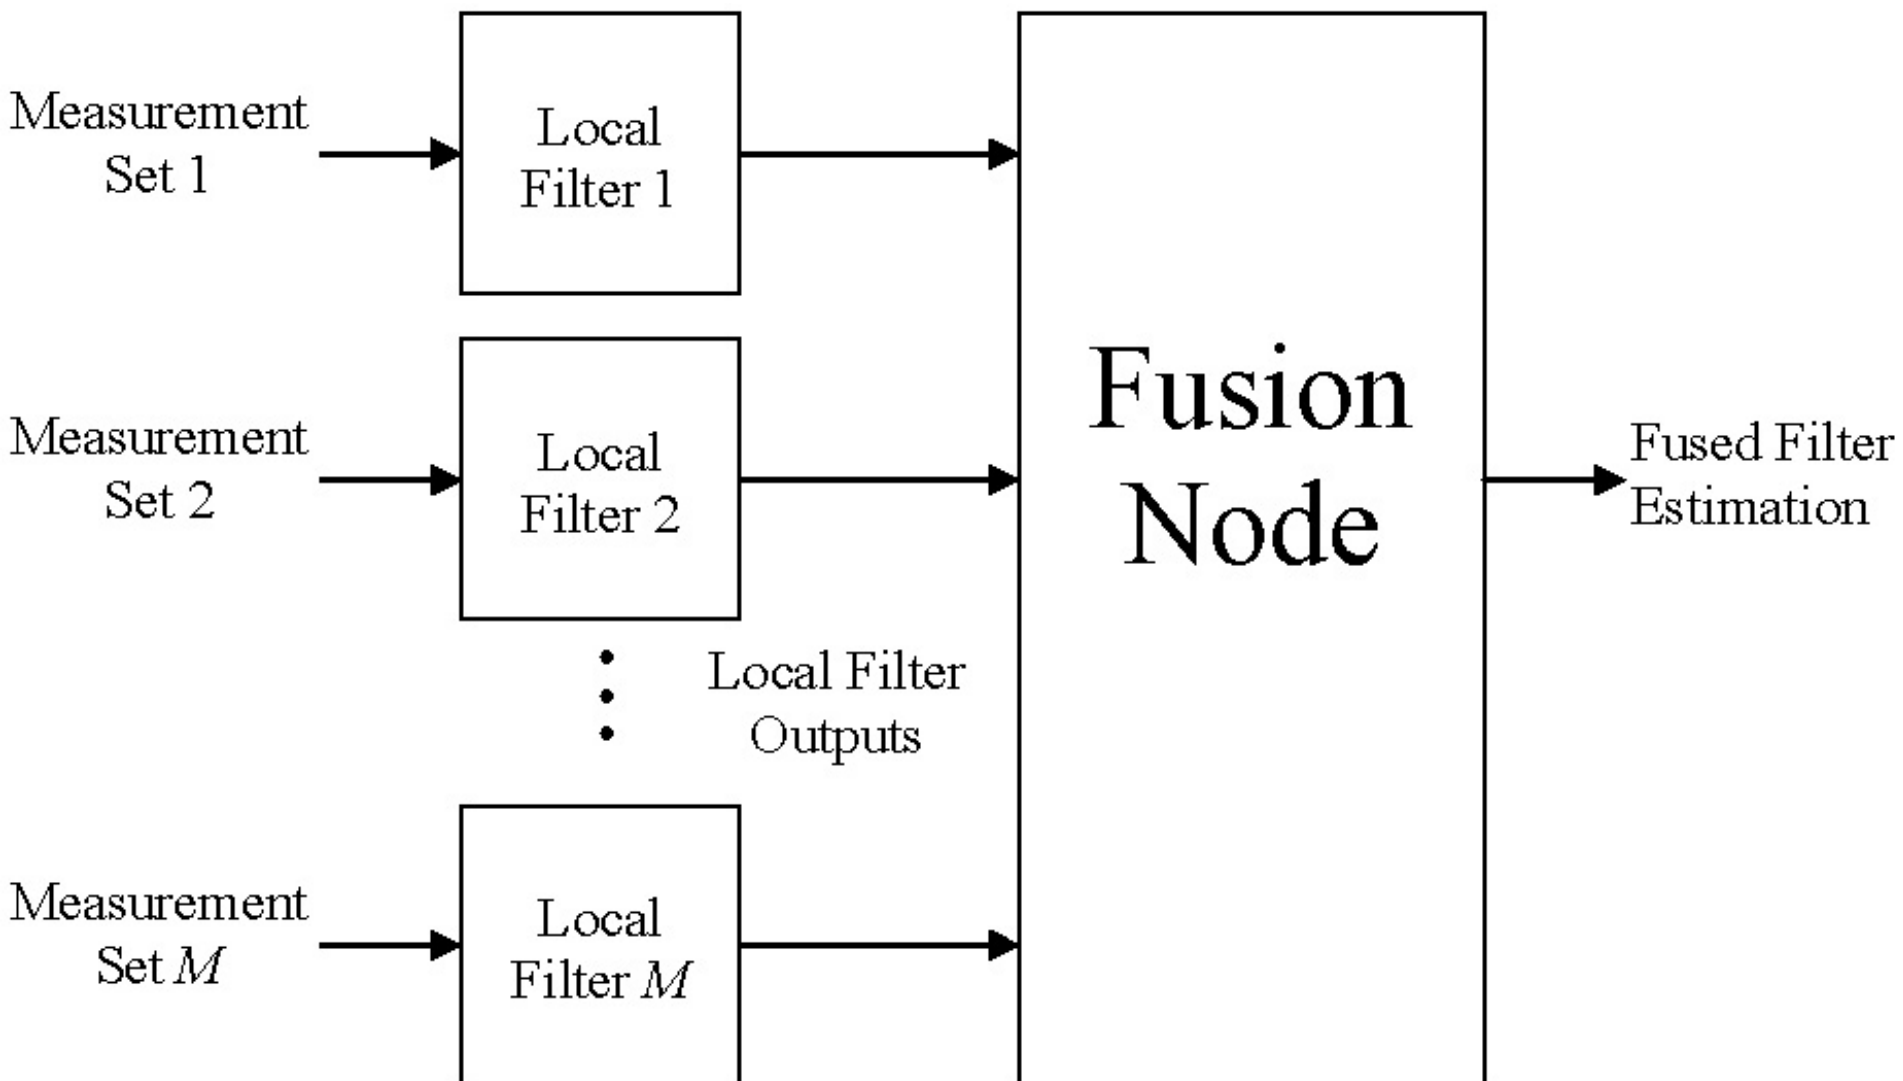 Measurement
Set 1
Local
Filter 1
Measurement
Set 2
Local
Filter 2
Fusion
Node
Fused Filter
Estimation
Local Filter
Outputs
Measurement
Set M
Local
Filter M